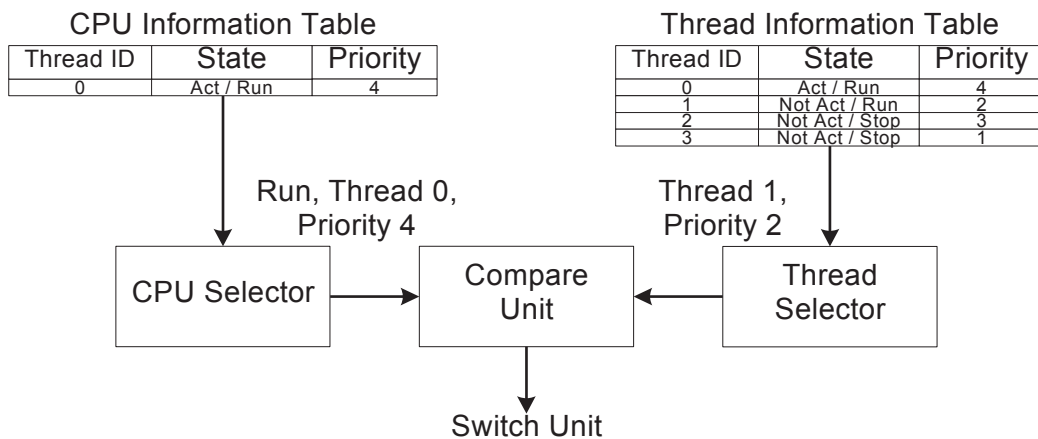 CPU Information Table
Thread ID State Priority
0 Act / Run 4
Thread Information Table
Thread ID State Priority
0 Act / Run 4
1 Not Act / Run 2
2 Not Act / Stop 3
3 Not Act / Stop 1
Run, Thread 0,
Priority 4
Thread 1,
Priority 2
CPU Selector
Compare
Unit
Thread
Selector
Switch Unit